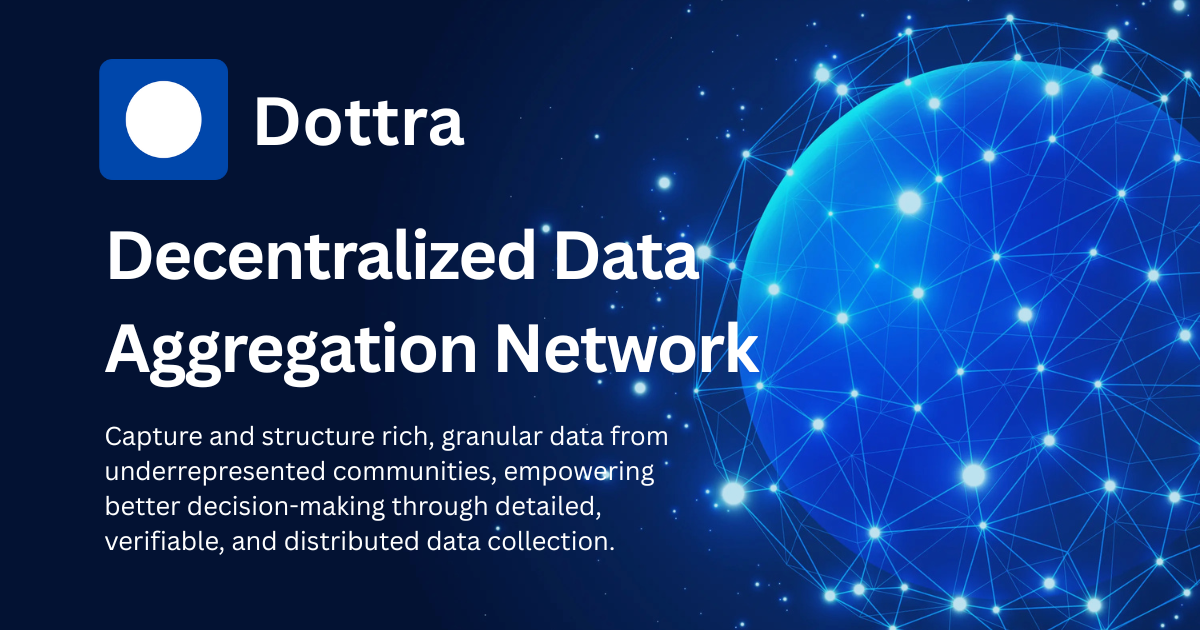 Dottra
Decentralized Data
Aggregation Network
Capture and structure rich, granular data from
underrepresented communities, empowering
better decision-making through detailed,
verifiable, and distributed data collection.